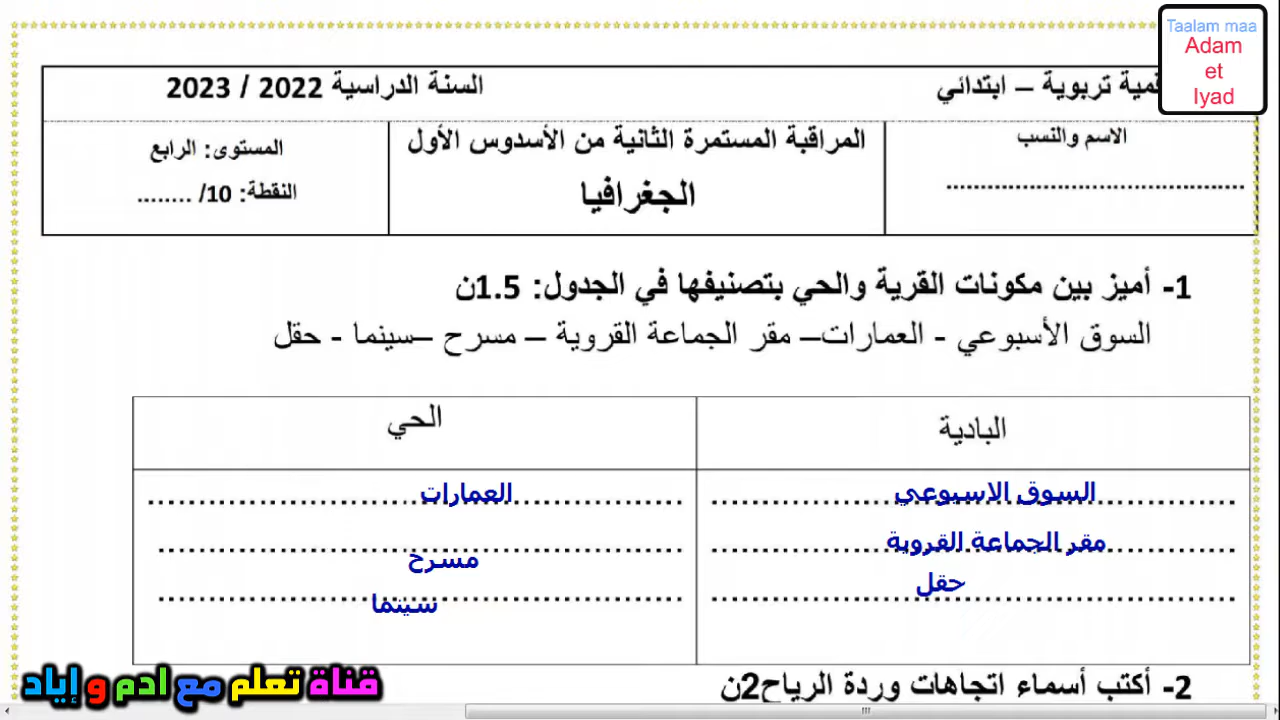 Taalam maa
Adam
et
Iyad
تربوية – ابتدائي
السنة الدراسية 2022 / 2023
الاسم والنسب
................................................
المراقبة المستمرة الثانية من الأسدوس الأول
الجغرافيا
المستوى: الرابع
النقطة: 10/ ........
1- أميز بين مكونات القرية والحي بتصنيفها في الجدول: 1.5ن
السوق الأسبوعي - العمارات– مقر الجماعة القروية – مسرح –سينما - حقل
البادية
الحي
السوق الاسبوعي
العمارات
مقر الجماعة القروية
مسرح
حقل
سينما
2- أكتب أسماء اتجاهات وردة الرياح2ن
قناة تعلم مع ادم و إياد